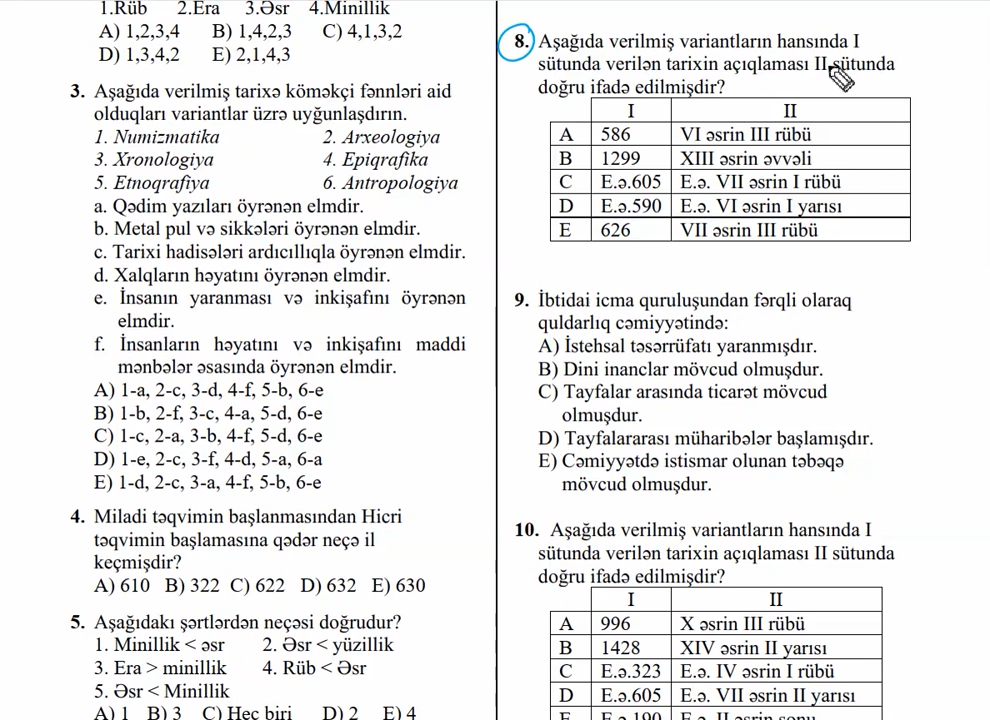 1.Rüb 2.Era 3.Əsr 4.Minillik
A) 1,2,3,4 B) 1,4,2,3 C) 4,1,3,2
D) 1,3,4,2 E) 2,1,4,3
3. Aşağıda verilmiş tarixə köməkçi fənnləri aid
olduqları variantlar üzrə uyğunlaşdırın.
1. Numizmatika 2. Arxeologiya
3. Xronologiya 4. Epiqrafika
5. Etnoqrafiya 6. Antropologiya
a. Qədim yazıları öyrənən elmdir.
b. Metal pul və sikkələri öyrənən elmdir.
c. Tarixi hadisələri ardıcıllıqla öyrənən elmdir.
d. Xalqların həyatını öyrənən elmdir.
e. İnsanın yaranması və inkişafını öyrənən
elmdir.
f. İnsanların həyatını və inkişafını maddi
mənbələr əsasında öyrənən elmdir.
A) 1-a, 2-c, 3-d, 4-f, 5-b, 6-e
B) 1-b, 2-f, 3-c, 4-a, 5-d, 6-e
C) 1-c, 2-a, 3-b, 4-f, 5-d, 6-e
D) 1-e, 2-c, 3-f, 4-d, 5-a, 6-a
E) 1-d, 2-c, 3-a, 4-f, 5-b, 6-e
4. Miladi təqvimin başlanmasından Hicri
təqvimin başlamasına qədər neçə il
keçmişdir?
A) 610 B) 322 C) 622 D) 632 E) 630
5. Aşağıdakı şərtlərdən neçəsi doğrudur?
1. Minillik < əsr 2. Əsr < yüzillik
3. Era > minillik 4. Rüb < Əsr
5. Əsr < Minillik
A) 1 B) 3 C) Heç biri D) 2 E) 4
8. Aşağıda verilmiş variantların hansında I
sütunda verilən tarixin açıqlaması II sütunda
doğru ifadə edilmişdir?
I II
A 586 VI əsrin III rübü
B 1299 XIII əsrin əvvəli
C E.ə.605 E.ə. VII əsrin I rübü
D E.ə.590 E.ə. VI əsrin I yarısı
E 626 VII əsrin III rübü
9. İbtidai icma quruluşundan fərqli olaraq
quldarlıq cəmiyyətində:
A) İstehsal təsərrüfatı yaranmışdır.
B) Dini inanclar mövcud olmuşdur.
C) Tayfalar arasında ticarət mövcud
olmuşdur.
D) Tayfalararası müharibələr başlamışdır.
E) Cəmiyyətdə istismar olunan təbəqə
mövcud olmuşdur.
10. Aşağıda verilmiş variantların hansında I
sütunda verilən tarixin açıqlaması II sütunda
doğru ifadə edilmişdir?
I II
A 996 X əsrin III rübü
B 1428 XIV əsrin II yarısı
C E.ə.323 E.ə. IV əsrin I rübü
D E.ə.605 E.ə. VII əsrin II yarısı
E E.ə.190 E.ə. II əsrin sonu